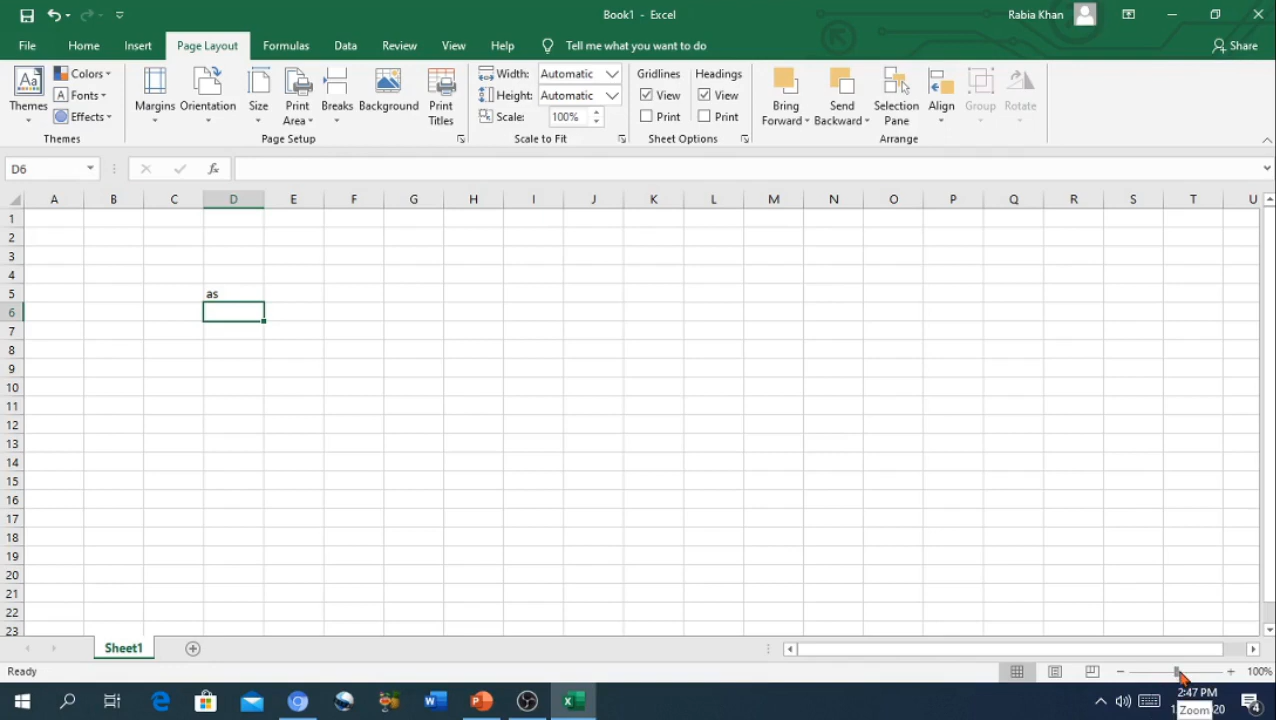 Book1 - Excel
Rabia Khan
File Home Insert Page Layout Formulas Data Review View Help Tell me what you want to do Share
Aa Themes Colors Fonts Effects Themes
Margins Orientation Size Print Area Breaks Background Print Titles Page Setup
Width: Automatic
Height: Automatic
Scale: 100%
Scale to Fit
Gridlines Headings
View View
Print Print
Sheet Options
Bring Forward Send Backward Selection Pane Align Group Rotate
Arrange
D6 fx
A B C D E F G H I J K L M N O P Q R S T U
1
2
3
4
5 as
6
7
8
9
10
11
12
13
14
15
16
17
18
19
20
21
22
23
Sheet1
Ready 100%
2:47 PM
Zoom 20 4